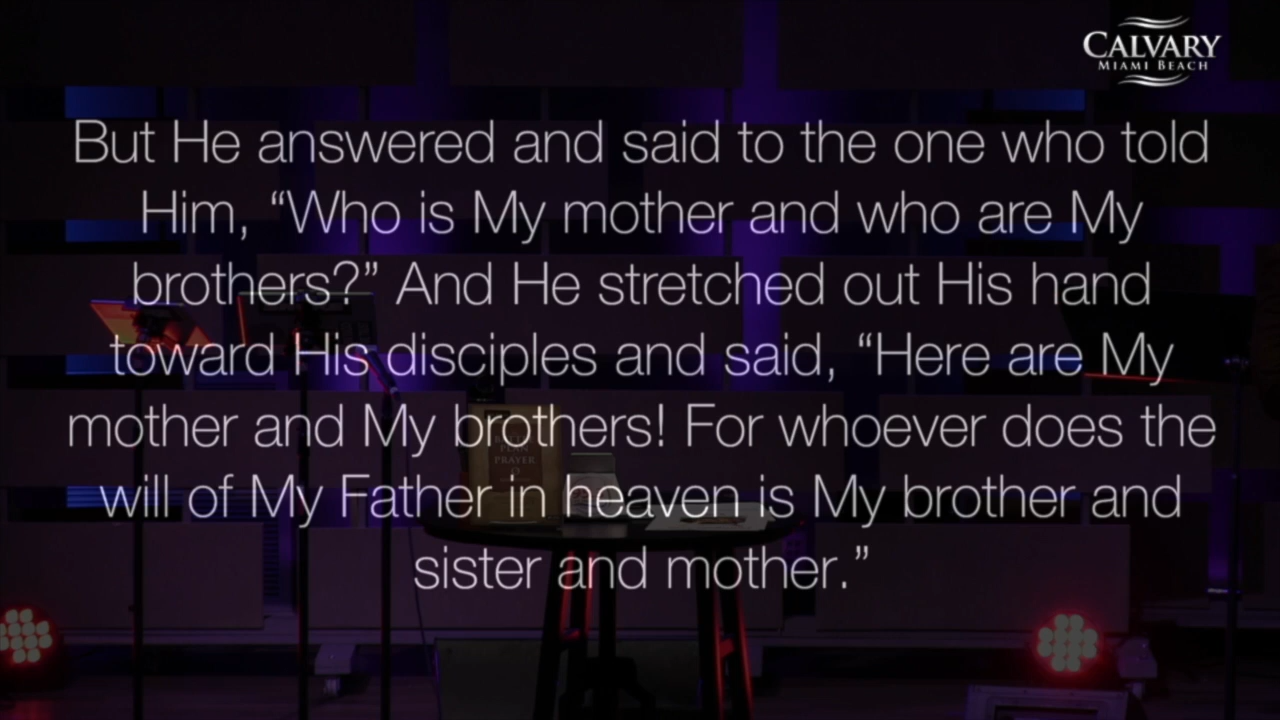 CALVARY
MIAMI BEACH
But He answered and said to the one who told
Him, “Who is My mother and who are My
brothers?” And He stretched out His hand
toward His disciples and said, “Here are My
mother and My brothers! For whoever does the
will of My Father in heaven is My brother and
sister and mother.”
PRAYER